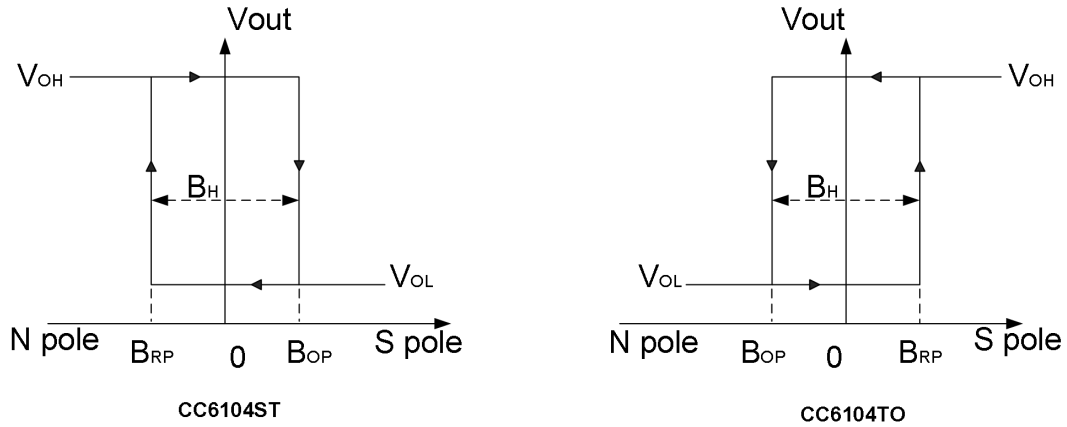 Vout
VOH
BH
VOL
N pole
BRP
0
BOP
S pole
CC6104ST
Vout
VOH
BH
VOL
N pole
BOP
0
BRP
S pole
CC6104TO